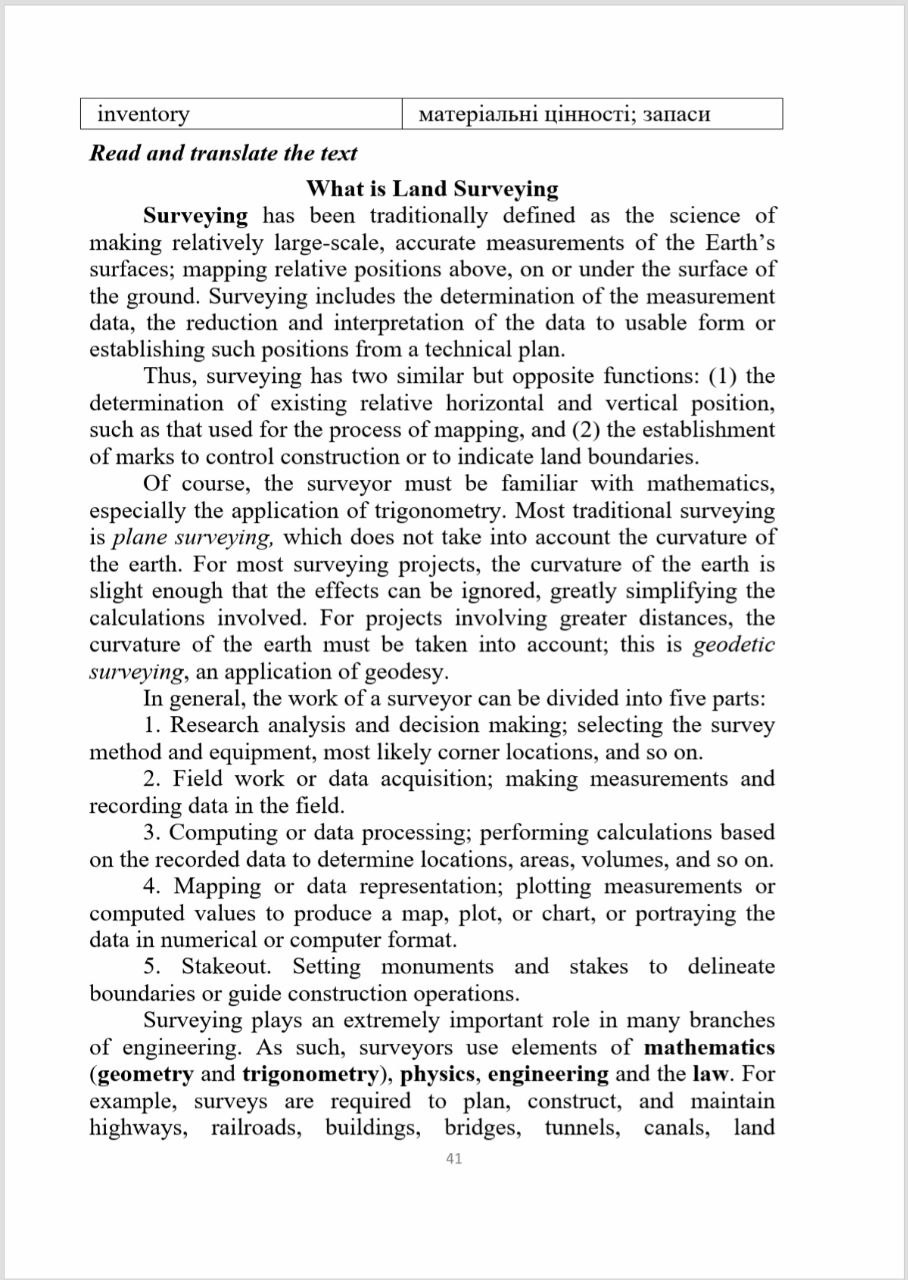 inventory матеріальні цінності; запаси
Read and translate the text
What is Land Surveying
Surveying has been traditionally defined as the science of
making relatively large-scale, accurate measurements of the Earth’s
surfaces; mapping relative positions above, on or under the surface of
the ground. Surveying includes the determination of the measurement
data, the reduction and interpretation of the data to usable form or
establishing such positions from a technical plan.
Thus, surveying has two similar but opposite functions: (1) the
determination of existing relative horizontal and vertical position,
such as that used for the process of mapping, and (2) the establishment
of marks to control construction or to indicate land boundaries.
Of course, the surveyor must be familiar with mathematics,
especially the application of trigonometry. Most traditional surveying
is plane surveying, which does not take into account the curvature of
the earth. For most surveying projects, the curvature of the earth is
slight enough that the effects can be ignored, greatly simplifying the
calculations involved. For projects involving greater distances, the
curvature of the earth must be taken into account; this is geodetic
surveying, an application of geodesy.
In general, the work of a surveyor can be divided into five parts:
1. Research analysis and decision making; selecting the survey
method and equipment, most likely corner locations, and so on.
2. Field work or data acquisition; making measurements and
recording data in the field.
3. Computing or data processing; performing calculations based
on the recorded data to determine locations, areas, volumes, and so on.
4. Mapping or data representation; plotting measurements or
computed values to produce a map, plot, or chart, or portraying the
data in numerical or computer format.
5. Stakeout. Setting monuments and stakes to delineate
boundaries or guide construction operations.
Surveying plays an extremely important role in many branches
of engineering. As such, surveyors use elements of mathematics
(geometry and trigonometry), physics, engineering and the law. For
example, surveys are required to plan, construct, and maintain
highways, railroads, buildings, bridges, tunnels, canals, land
41